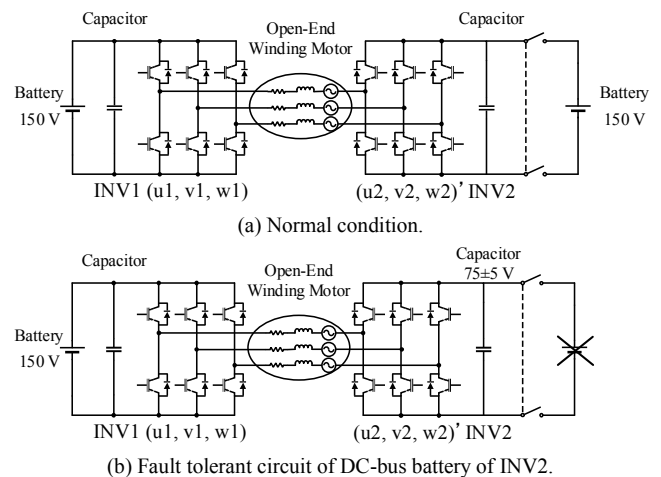 Capacitor
Open-End
Winding Motor
Capacitor
Battery
150 V
Battery
150 V
INV1 (u1, v1, w1)
(u2, v2, w2)' INV2
(a) Normal condition.
Capacitor
Open-End
Winding Motor
Capacitor
75±5 V
Battery
150 V
INV1 (u1, v1, w1)
(u2, v2, w2)' INV2
(b) Fault tolerant circuit of DC-bus battery of INV2.